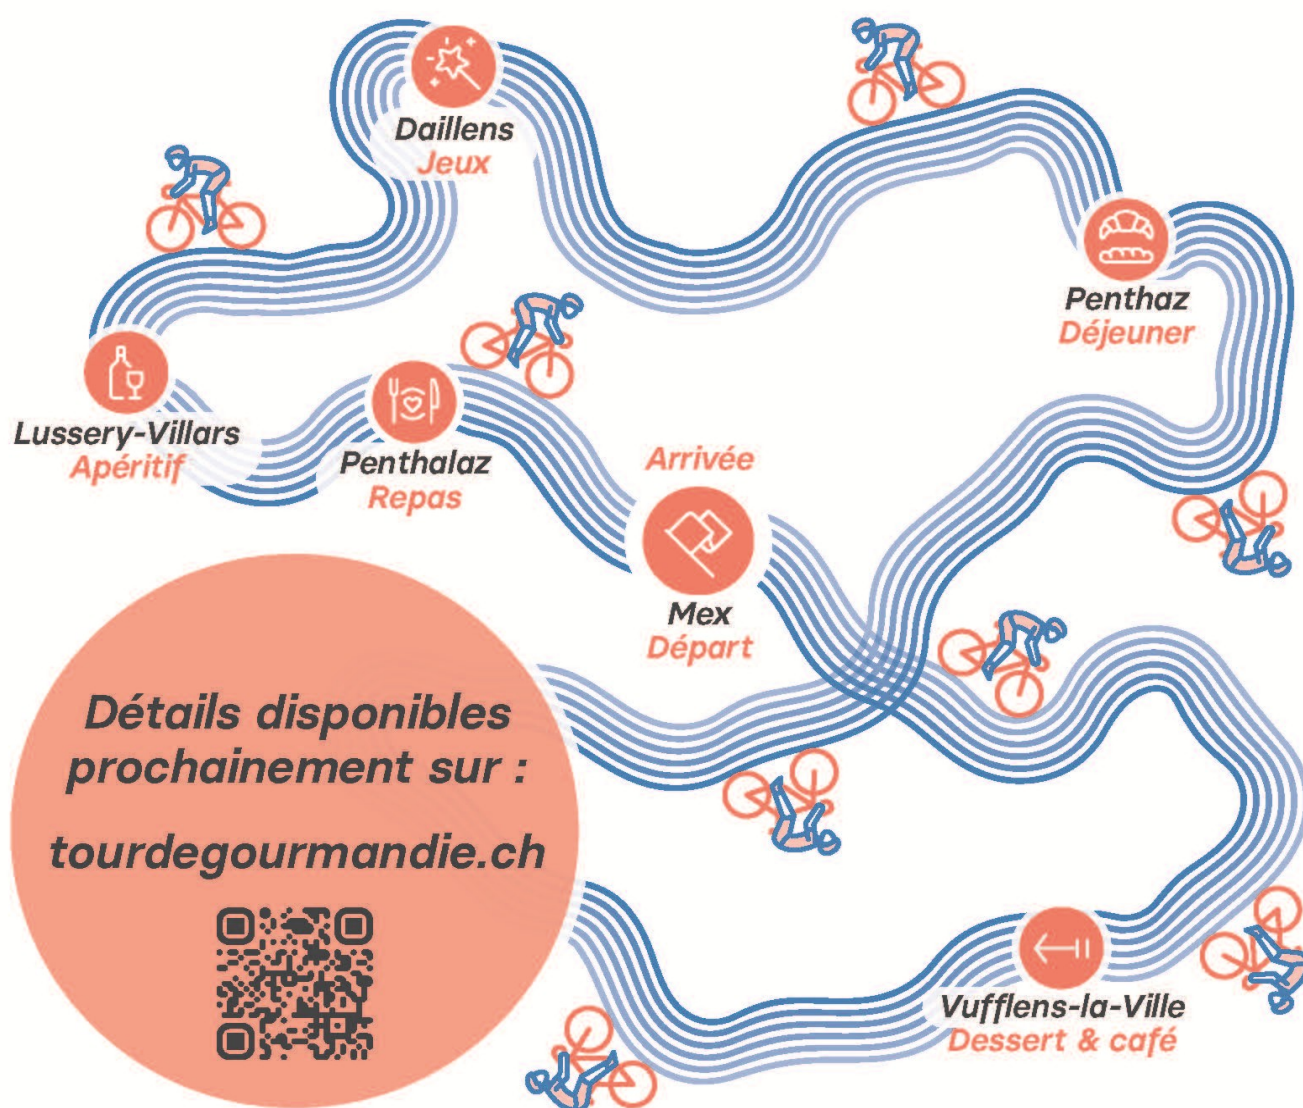 Daillens
Jeux
Penthaz
Déjeuner
Lussery-Villars
Apéritif
Penthalaz
Repas
Arrivée
Mex
Départ
Détails disponibles
prochainement sur :
tourdegourmandie.ch
Vufflens-la-Ville
Dessert & café